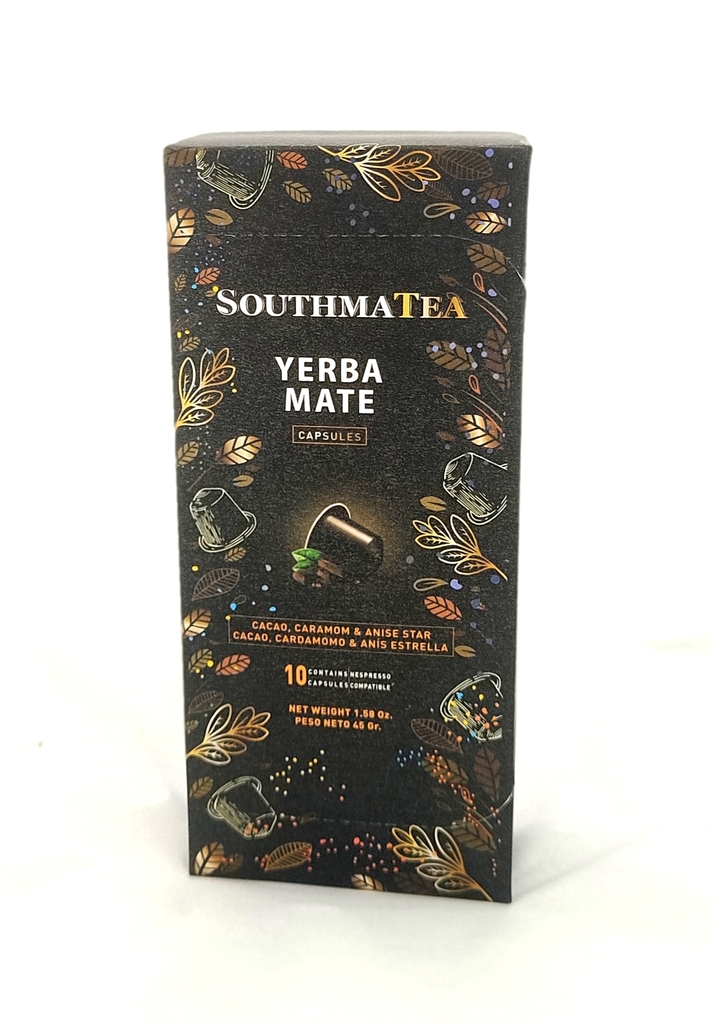 SOUTHMATEA
YERBA
MATE
CAPSULES
CACAO, CARAMOM & ANISE STAR
CACAO, CARDAMOMO & ANÍS ESTRELLA
10 CONTAINS NESPRESSO
CAPSULES COMPATIBLE*
NET WEIGHT 1.58 Oz.
PESO NETO 45 Gr.